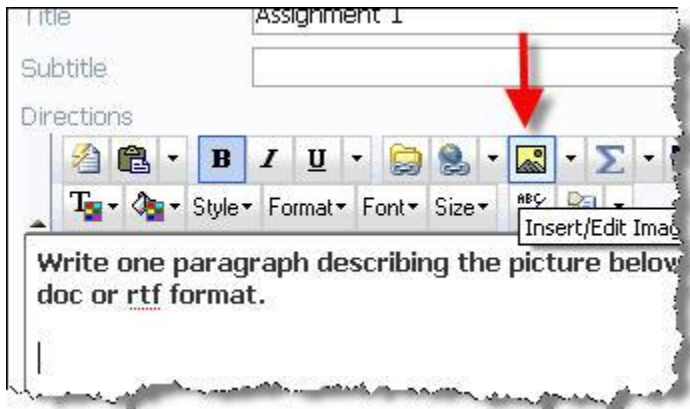 Title Assignment 1
Subtitle
Directions
B I U Σ
T Style Format Font Size ABC
Insert/Edit Imag
Write one paragraph describing the picture below
doc or rtf format.